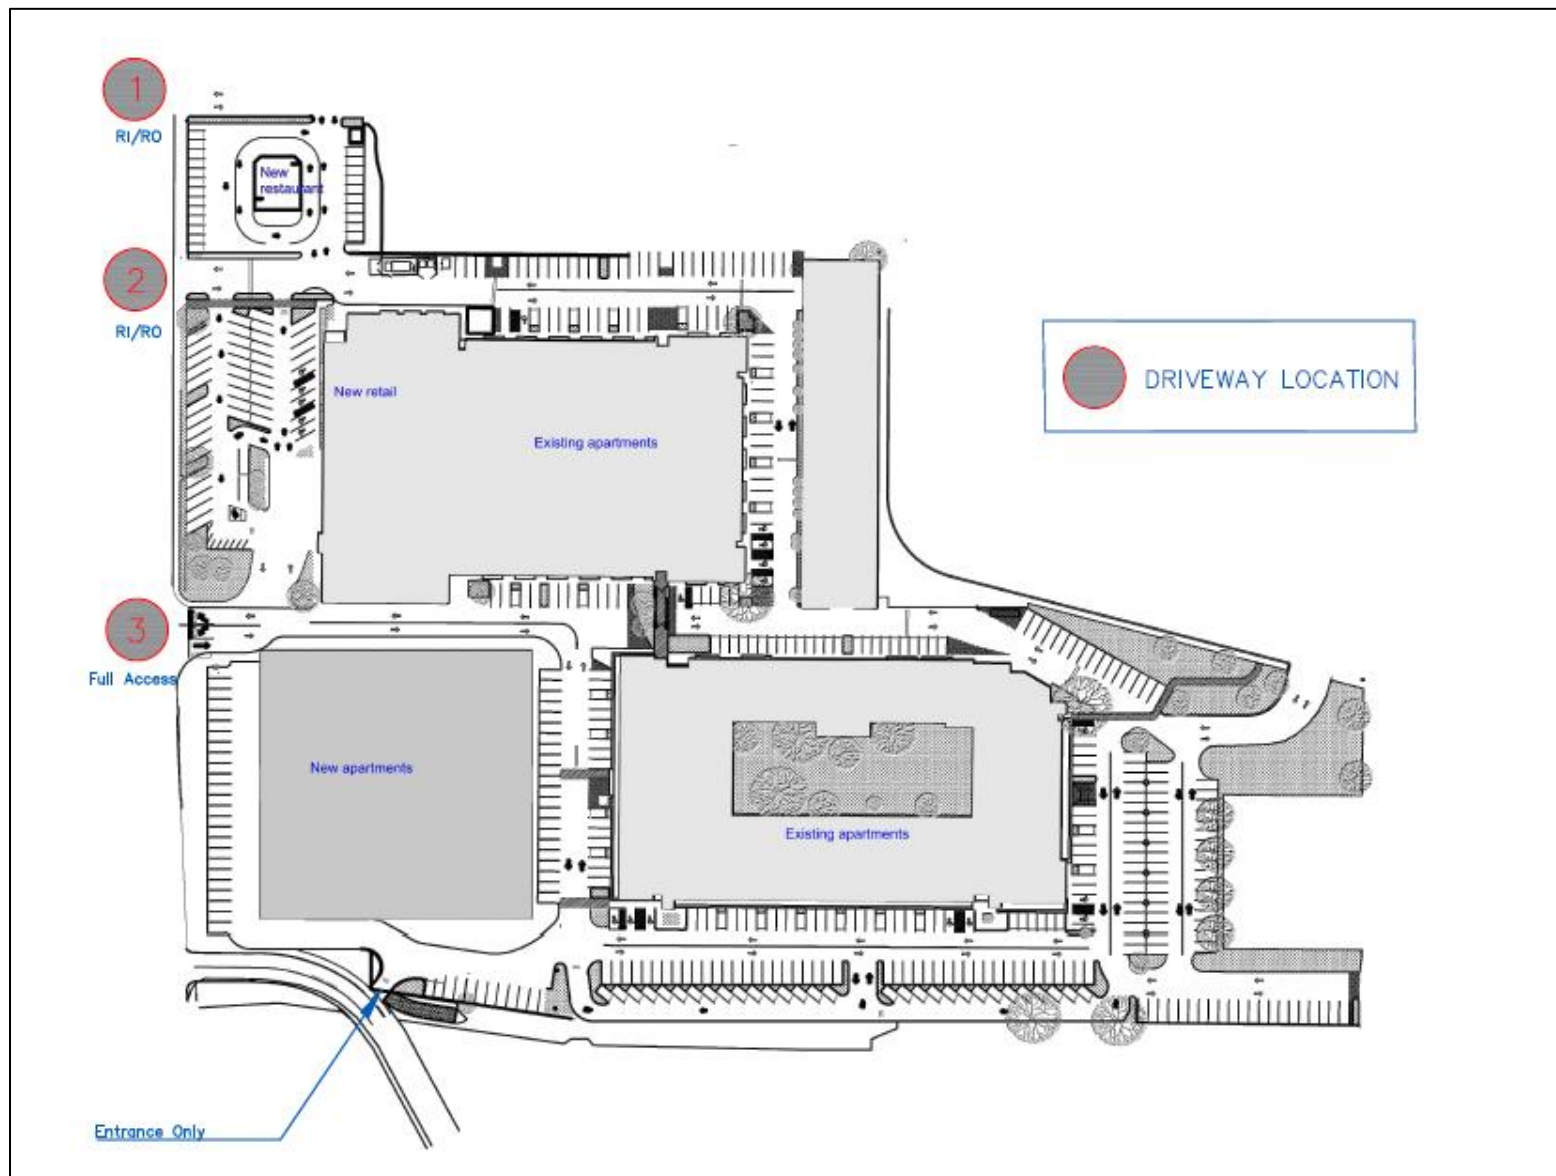 1
RI/RO
New
restaurant
2
RI/RO
New retail
Existing apartments
DRIVEWAY LOCATION
3
Full Access
New apartments
Existing apartments
Entrance Only